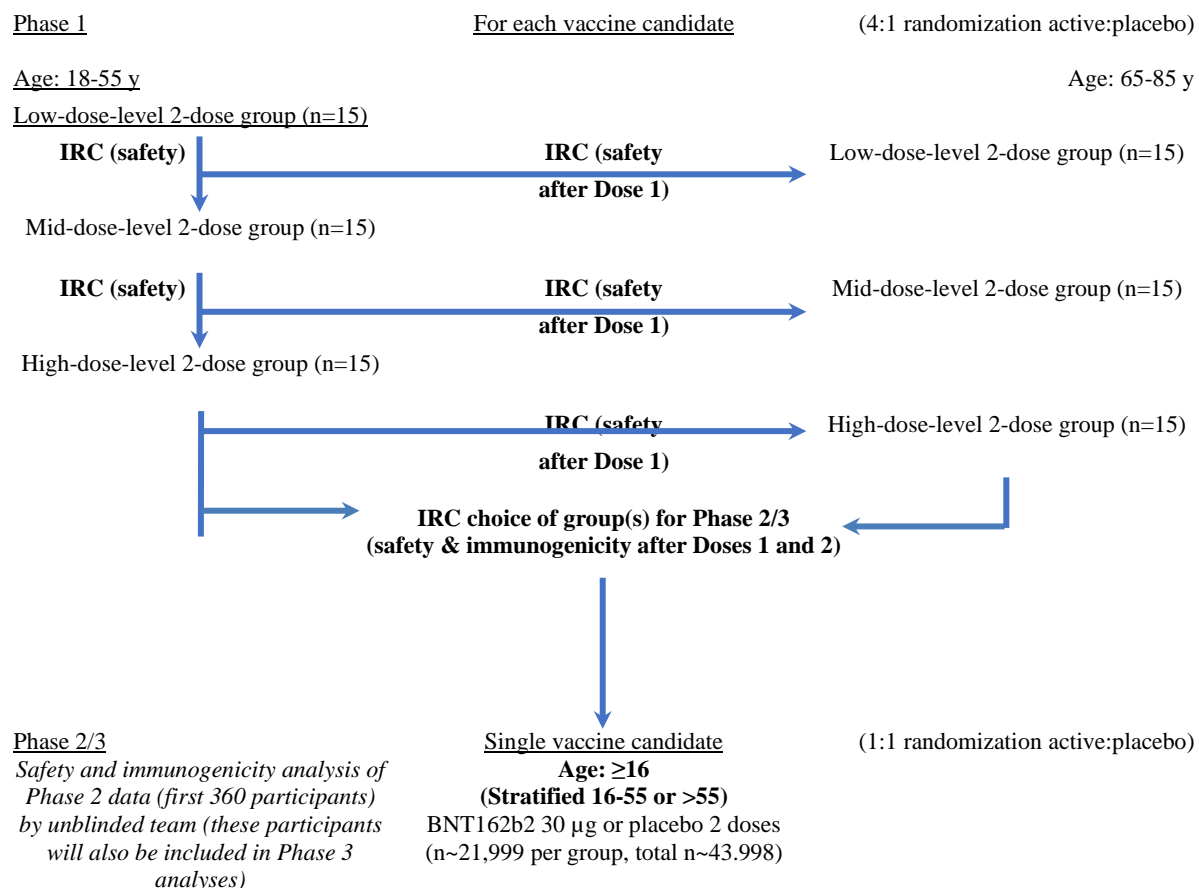 Phase 1 For each vaccine candidate (4:1 randomization active:placebo)
Age: 18-55 y Age: 65-85 y
Low-dose-level 2-dose group (n=15)
IRC (safety) IRC (safety Low-dose-level 2-dose group (n=15)
after Dose 1)
Mid-dose-level 2-dose group (n=15)
IRC (safety) IRC (safety Mid-dose-level 2-dose group (n=15)
after Dose 1)
High-dose-level 2-dose group (n=15)
IRC (safety High-dose-level 2-dose group (n=15)
after Dose 1)
IRC choice of group(s) for Phase 2/3
(safety & immunogenicity after Doses 1 and 2)
Phase 2/3 Single vaccine candidate (1:1 randomization active:placebo)
Safety and immunogenicity analysis of Age: ≥16
Phase 2 data (first 360 participants) (Stratified 16-55 or >55)
by unblinded team (these participants BNT162b2 30 µg or placebo 2 doses
will also be included in Phase 3 (n~21,999 per group, total n~43.998)
analyses)